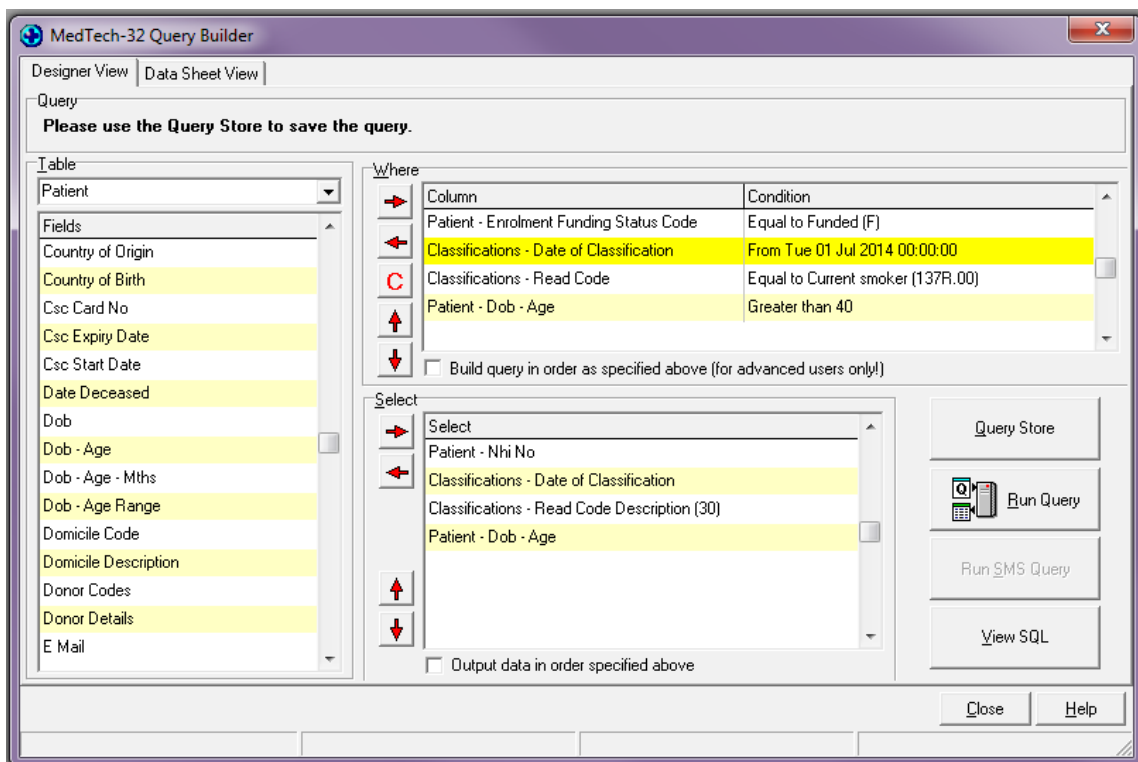 MedTech-32 Query Builder
Designer View Data Sheet View
Query
Please use the Query Store to save the query.
Table
Patient
Fields
Country of Origin
Country of Birth
Csc Card No
Csc Expiry Date
Csc Start Date
Date Deceased
Dob
Dob - Age
Dob - Age - Mths
Dob - Age Range
Domicile Code
Domicile Description
Donor Codes
Donor Details
E Mail
Where
Column Condition
Patient - Enrolment Funding Status Code Equal to Funded (F)
Classifications - Date of Classification From Tue 01 Jul 2014 00:00:00
Classifications - Read Code Equal to Current smoker (137R.00)
Patient - Dob - Age Greater than 40
C
Build query in order as specified above (for advanced users only!)
Select
Select
Patient - Nhi No
Classifications - Date of Classification
Classifications - Read Code Description (30)
Patient - Dob - Age
Output data in order specified above
Query Store
Q
Run Query
Run SMS Query
View SQL
Close Help